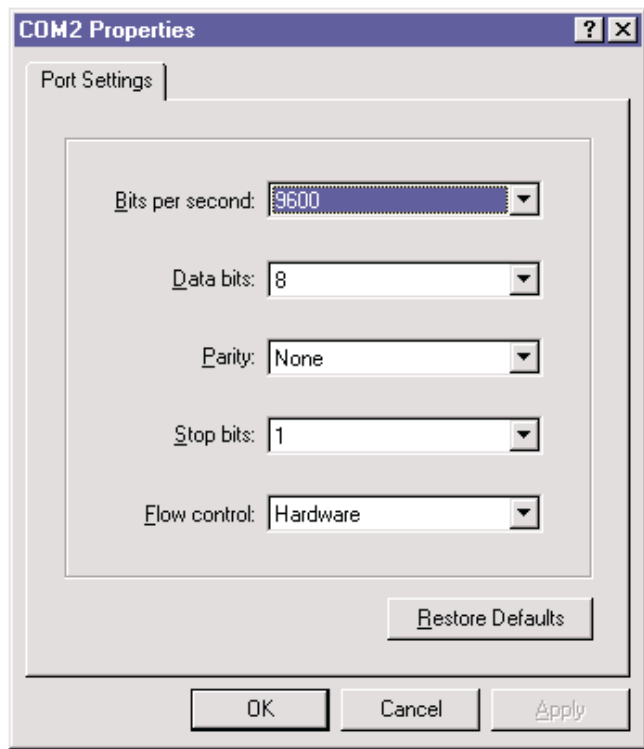 COM2 Properties
Port Settings
Bits per second: 9600
Data bits: 8
Parity: None
Stop bits: 1
Flow control: Hardware
Restore Defaults
OK Cancel Apply